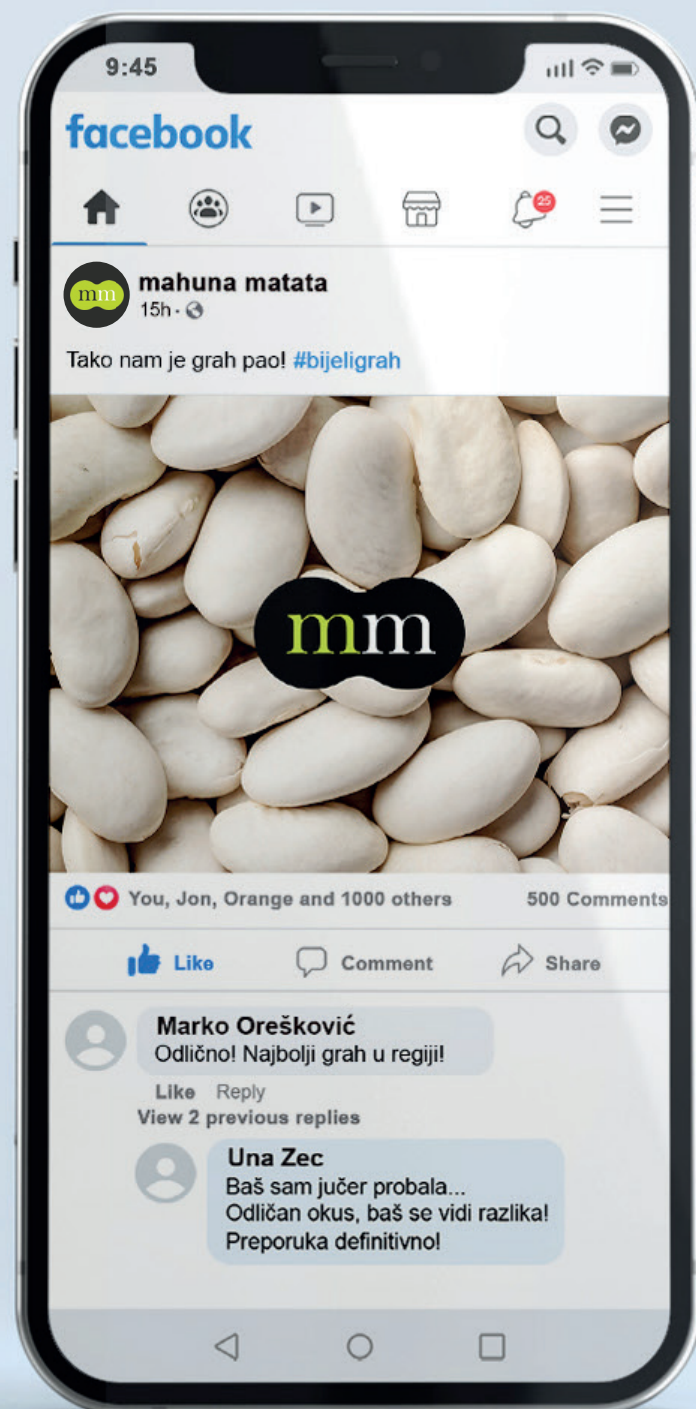 9:45
facebook
25
mm
mahuna matata
15h ·
Tako nam je grah pao! #bijeligrah
mm
You, Jon, Orange and 1000 others 500 Comments
Like Comment Share
Marko Orešković
Odlično! Najbolji grah u regiji!
Like Reply
View 2 previous replies
Una Zec
Baš sam jučer probala...
Odličan okus, baš se vidi razlika!
Preporuka definitivno!